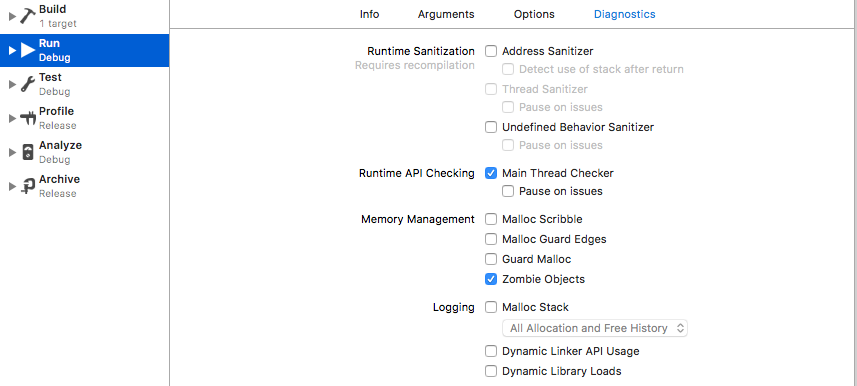 Build
1 target
Run
Debug
Test
Debug
Profile
Release
Analyze
Debug
Archive
Release
Info Arguments Options Diagnostics
Runtime Sanitization Address Sanitizer
Requires recompilation Detect use of stack after return
Thread Sanitizer
Pause on issues
Undefined Behavior Sanitizer
Pause on issues
Runtime API Checking Main Thread Checker
Pause on issues
Memory Management Malloc Scribble
Malloc Guard Edges
Guard Malloc
Zombie Objects
Logging Malloc Stack
All Allocation and Free History
Dynamic Linker API Usage
Dynamic Library Loads